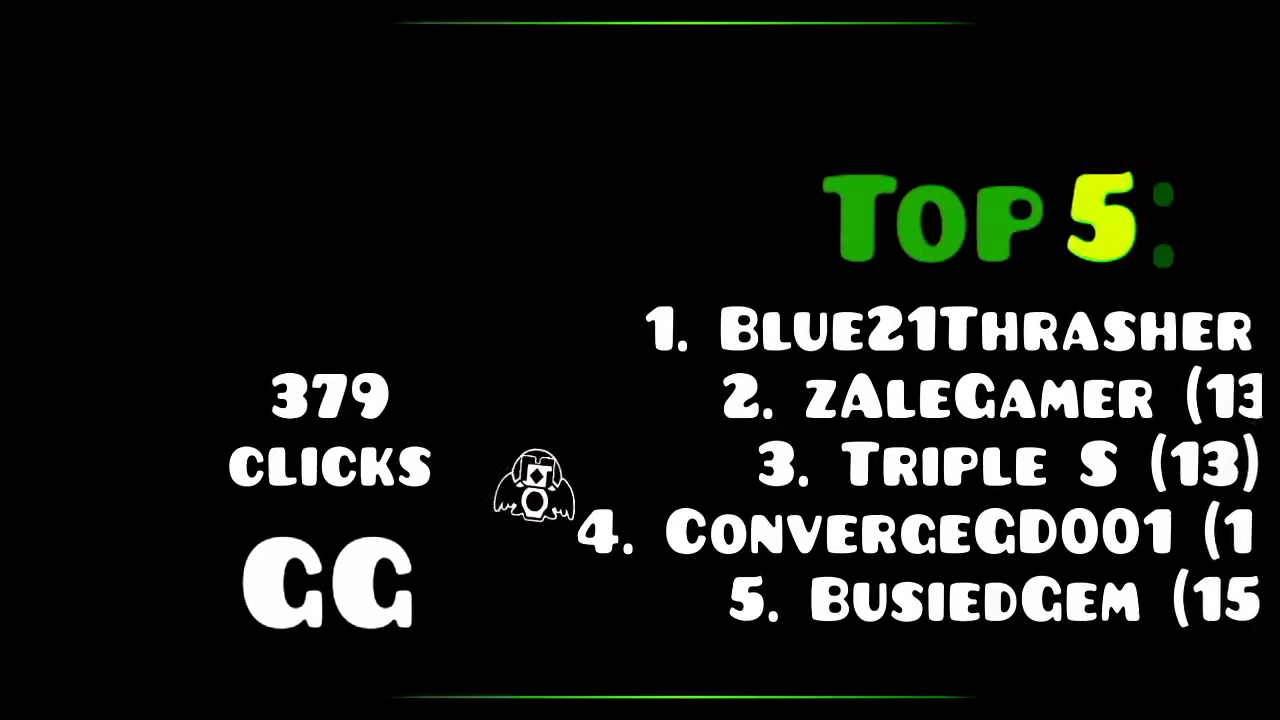 Top 5:
1. Blue21Thrasher
2. zAleGamer (13
3. Triple S (13)
4. ConvergeGD001 (1
5. BusiedGem (15
379
clicks
GG